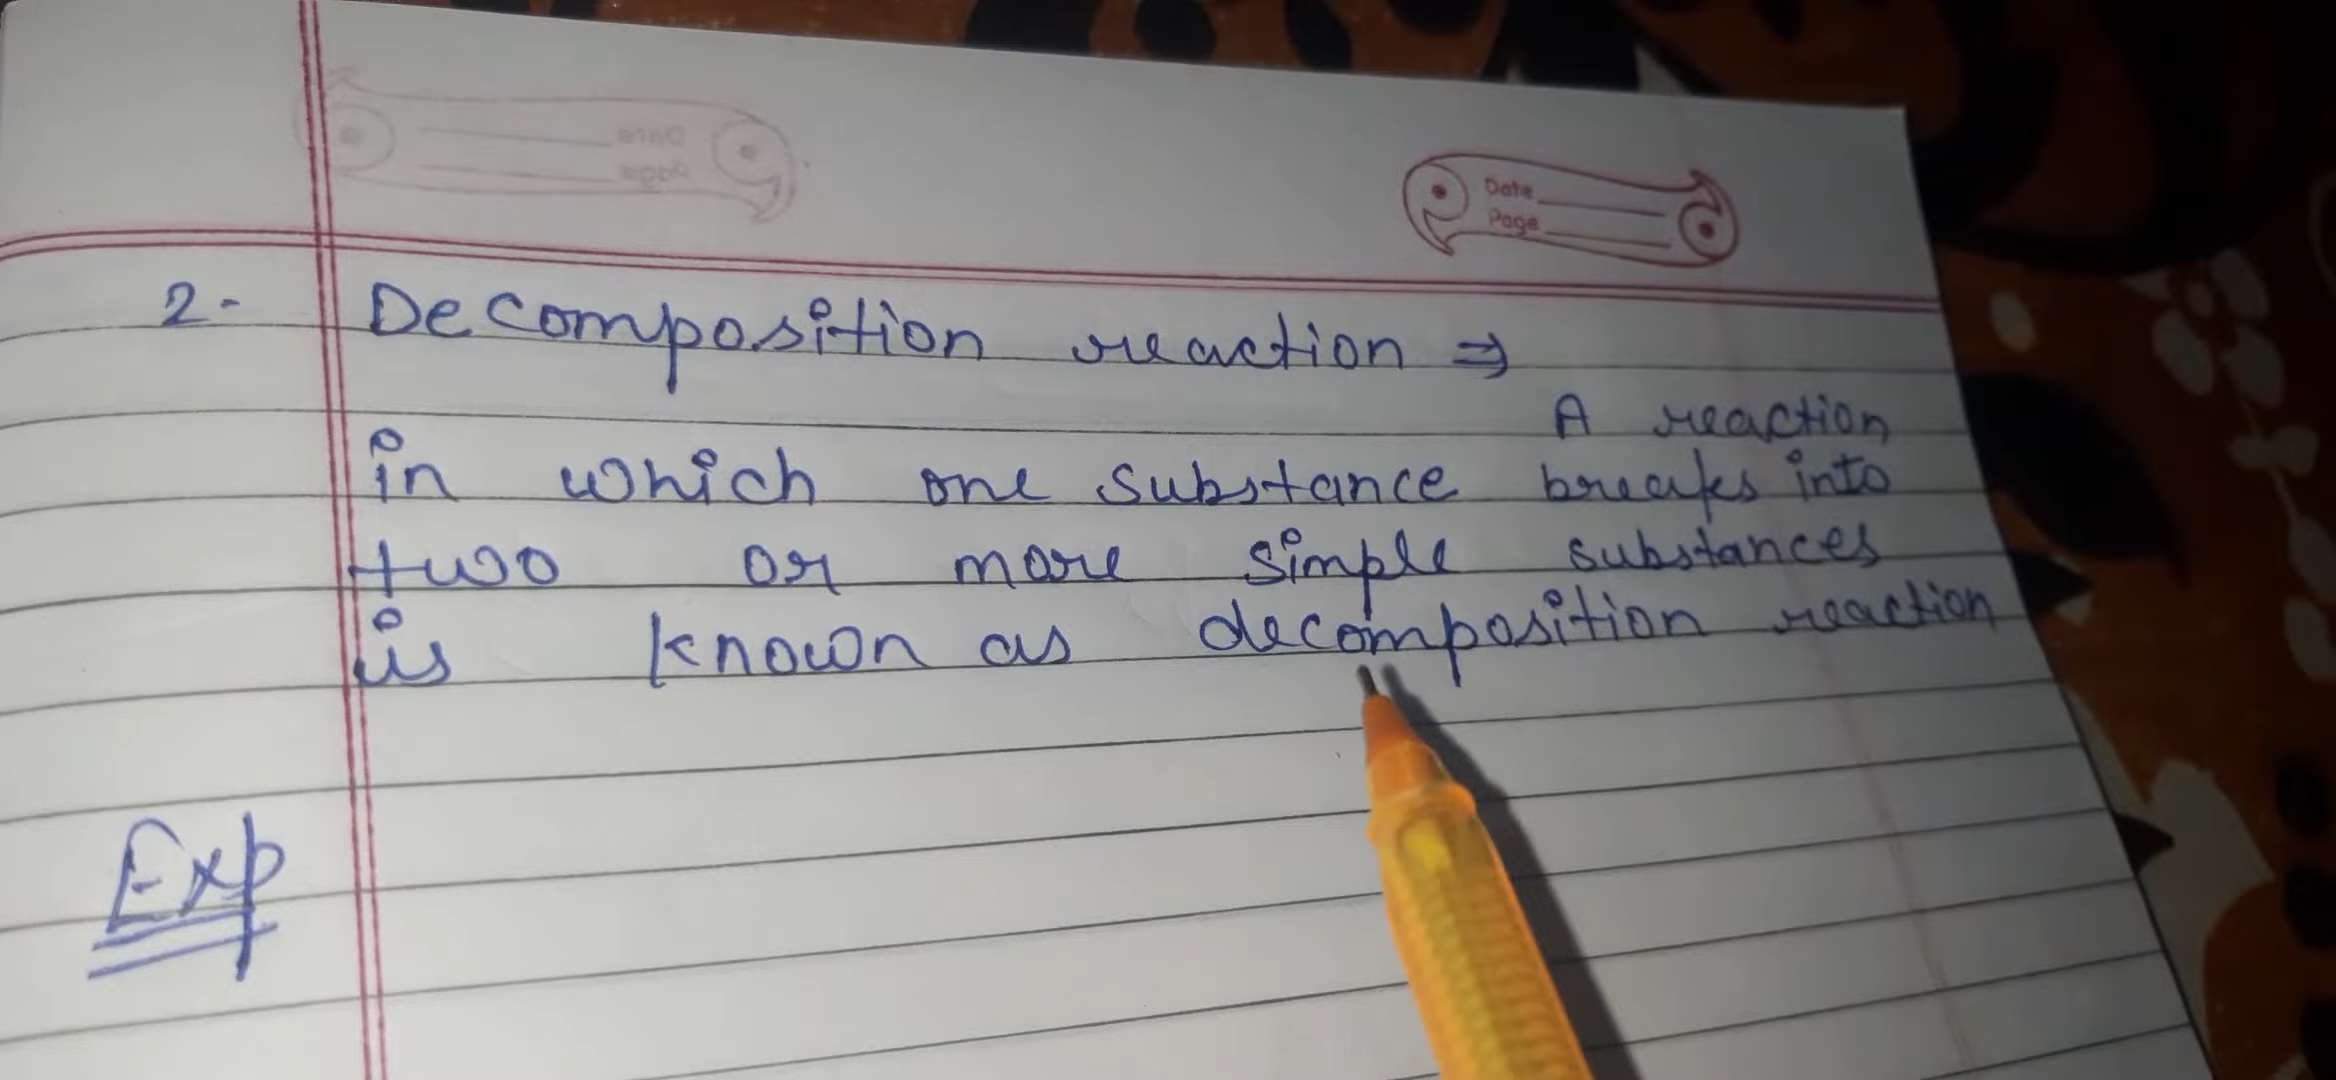 Date
Page
2- Decomposition reaction ⇒
A reaction
in which one substance breaks into
two or more simple substances
is known as decomposition reaction
Exp